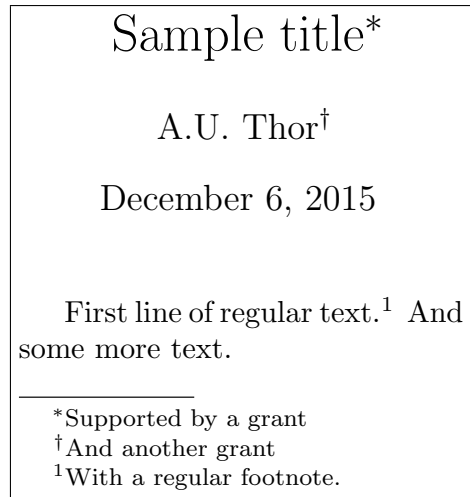 Sample title*
A.U. Thor†
December 6, 2015
First line of regular text.¹ And
some more text.
*Supported by a grant
†And another grant
¹With a regular footnote.